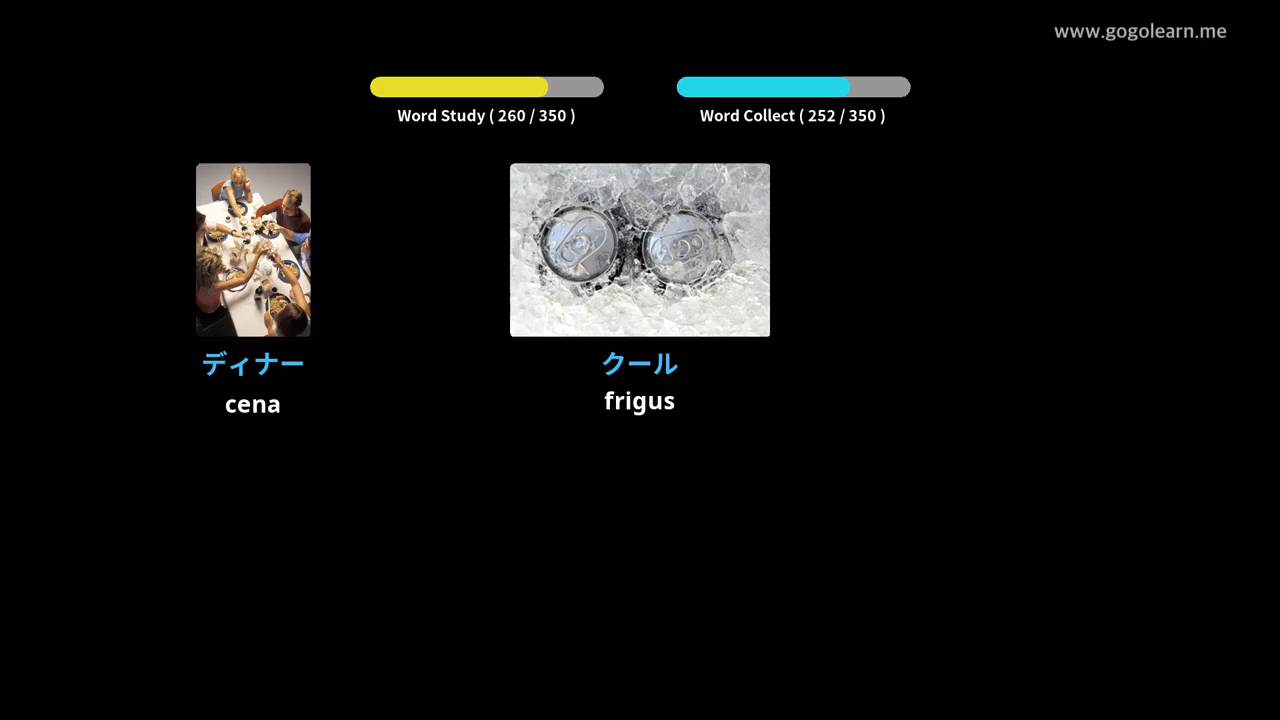 www.gogolearn.me
Word Study ( 260 / 350 )
Word Collect ( 252 / 350 )
ディナー
cena
クール
frigus